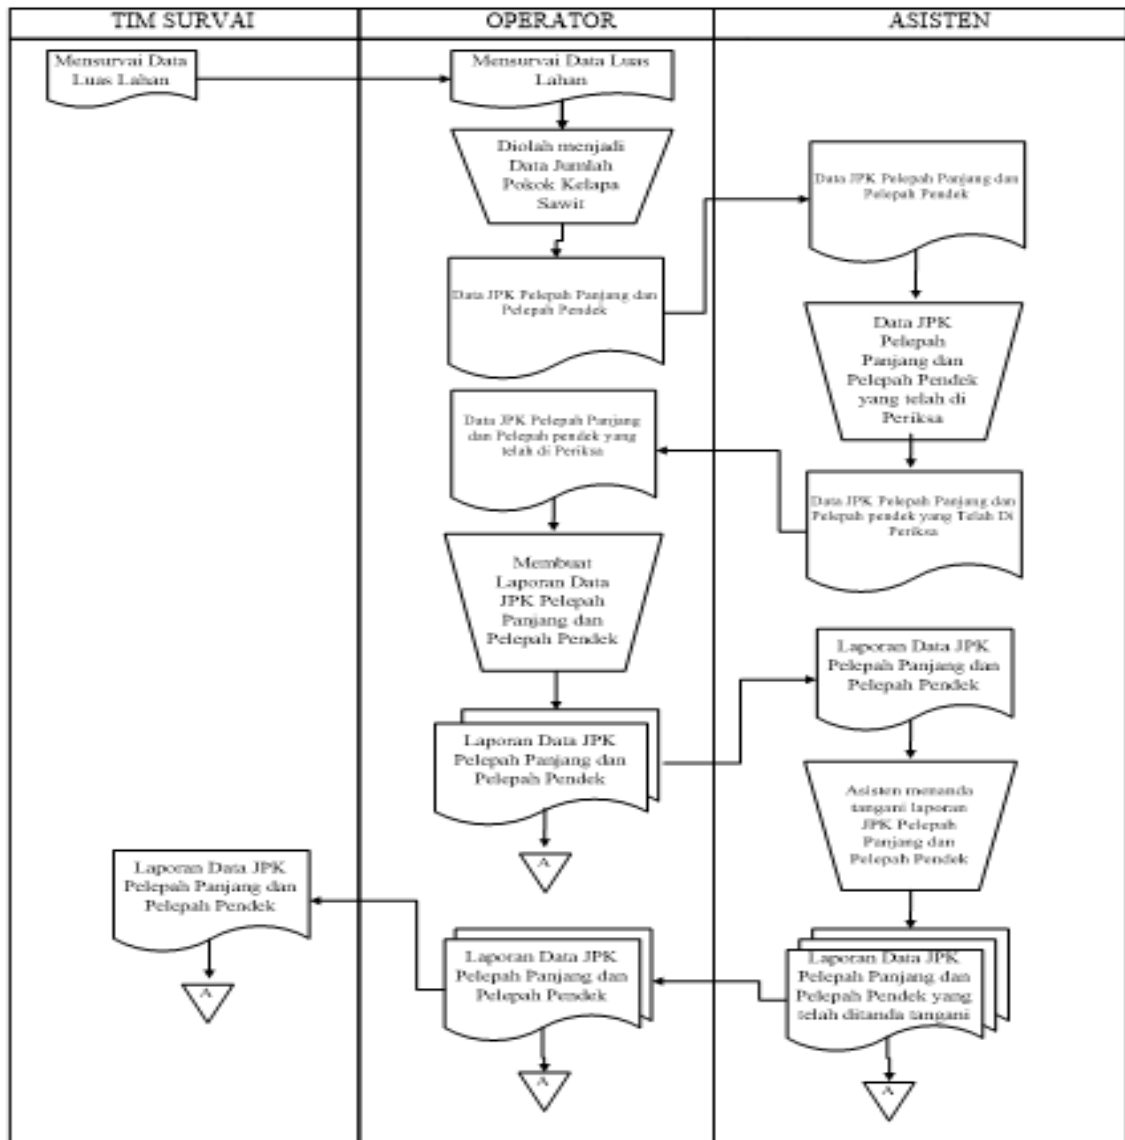 TIM SURVAI
OPERATOR
ASISTEN
Mensurvai Data
Luas Lahan
Mensurvai Data Luas
Lahan
Diolah menjadi
Data Jumlah
Pokok Kelapa
Sawit
Data JPK Pelepah Panjang dan
Pelepah Pendek
Data JPK Pelepah Panjang dan
Pelepah Pendek
Data JPK
Pelepah
Panjang dan
Pelepah Pendek
yang telah di
Periksa
Data JPK Pelepah Panjang dan
Pelepah pendek yang Telah Di
Periksa
Data JPK Pelepah Panjang
dan Pelepah pendek yang
telah di Periksa
Membuat
Laporan Data
JPK Pelepah
Panjang dan
Pelepah Pendek
Laporan Data JPK
Pelepah Panjang dan
Pelepah Pendek
A
Laporan Data JPK
Pelepah Panjang dan
Pelepah Pendek
Asisten menanda
tangani laporan
JPK Pelepah
Panjang dan
Pelepah Pendek
Laporan Data JPK
Pelepah Panjang dan
Pelepah Pendek yang
telah ditanda tangani
A
Laporan Data JPK
Pelepah Panjang dan
Pelepah Pendek
A
Laporan Data JPK
Pelepah Panjang dan
Pelepah Pendek
A